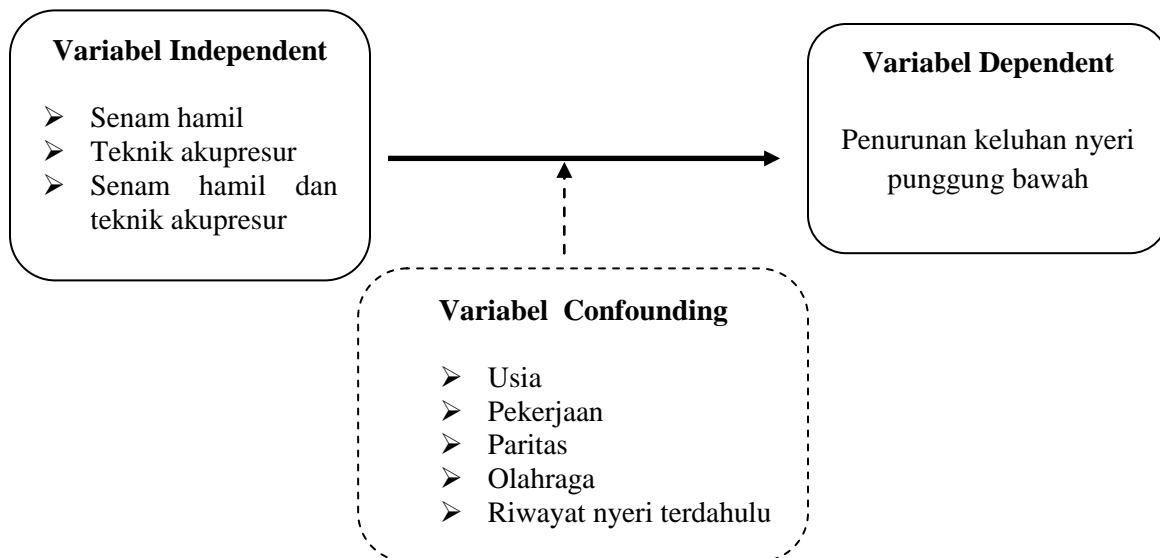 Variabel Independent
➢ Senam hamil
➢ Teknik akupresur
➢ Senam hamil dan
teknik akupresur
Variabel Dependent
Penurunan keluhan nyeri
punggung bawah
Variabel Confounding
➢ Usia
➢ Pekerjaan
➢ Paritas
➢ Olahraga
➢ Riwayat nyeri terdahulu